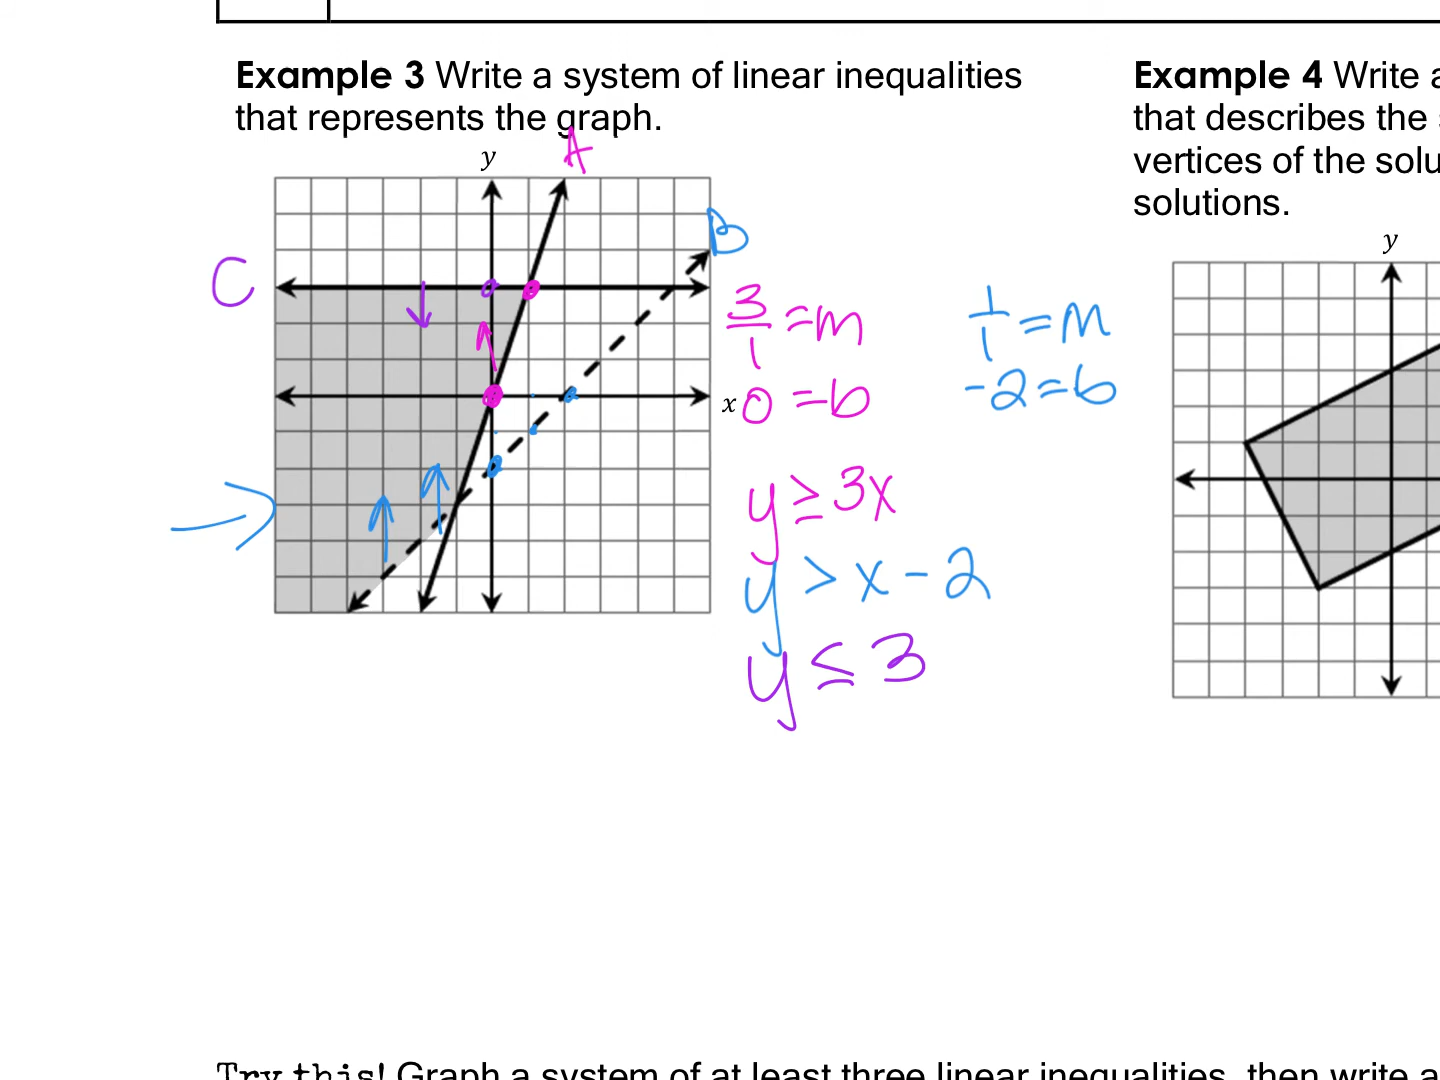 Example 3 Write a system of linear inequalities
that represents the graph.
Example 4 Write a
that describes the
vertices of the solu
solutions.
y
A
y
B
C
3/1 = m
1/1 = m
x
0 = b
-2 = b
y ≥ 3x
y > x - 2
y ≤ 3
Try this! Graph a system of at least three linear inequalities, then write a